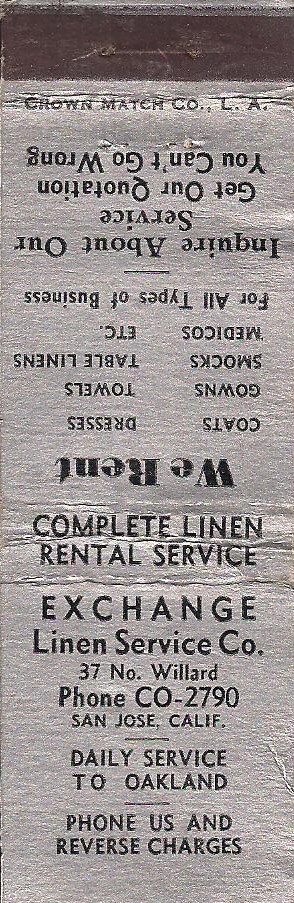 CROWN MATCH CO., L. A.
We Rent
COATS DRESSES
GOWNS TOWELS
SMOCKS TABLE LINENS
MEDICOS ETC.
For All Types of Business
Inquire About Our
Service
Get Our Quotation
You Can't Go Wrong
COMPLETE LINEN
RENTAL SERVICE
EXCHANGE
Linen Service Co.
37 No. Willard
Phone CO-2790
SAN JOSE, CALIF.
DAILY SERVICE
TO OAKLAND
PHONE US AND
REVERSE CHARGES